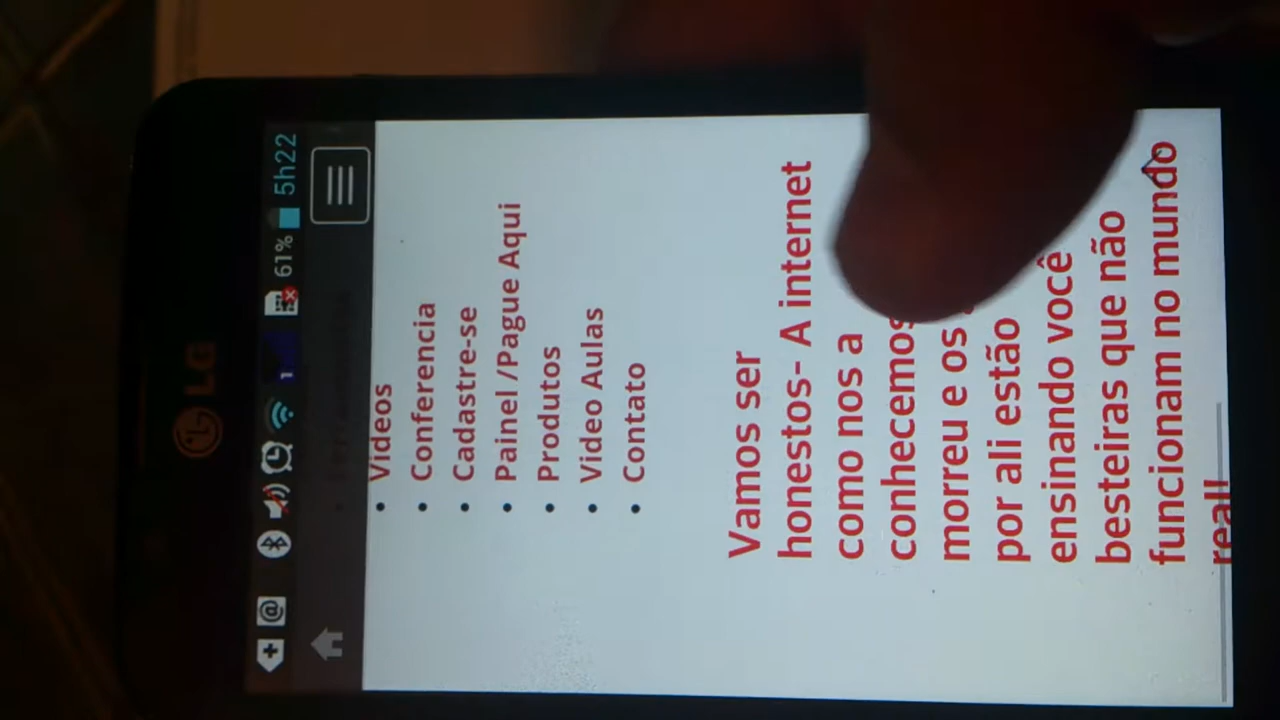 LG
1
61%
5h22
Videos
Conferencia
Cadastre-se
Painel /Pague Aqui
Produtos
Video Aulas
Contato
Vamos ser
honestos- A internet
como nos a
conhecemos
morreu e os
por ali estão
ensinando você
besteiras que não
funcionam no mundo
real!